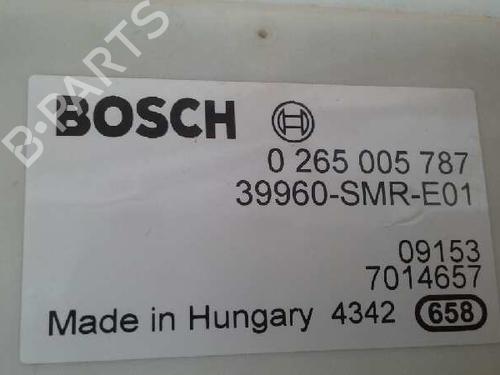 B-PARTS
BOSCH
0 265 005 787
39960-SMR-E01
09153
7014657
Made in Hungary 4342 658